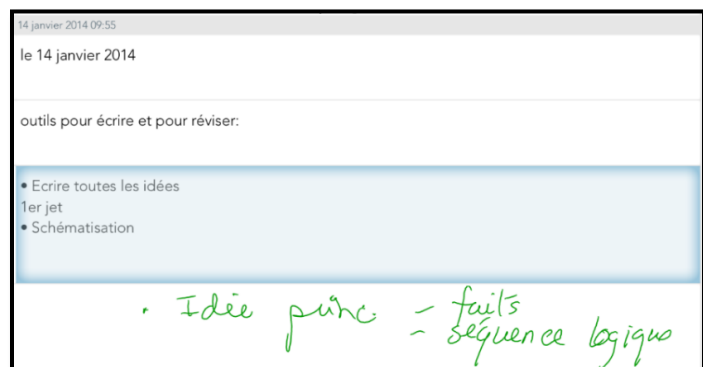 14 janvier 2014 09:55
le 14 janvier 2014
outils pour écrire et pour réviser:
• Ecrire toutes les idées
1er jet
• Schématisation
• Idée princ. - faits
- séquence logique